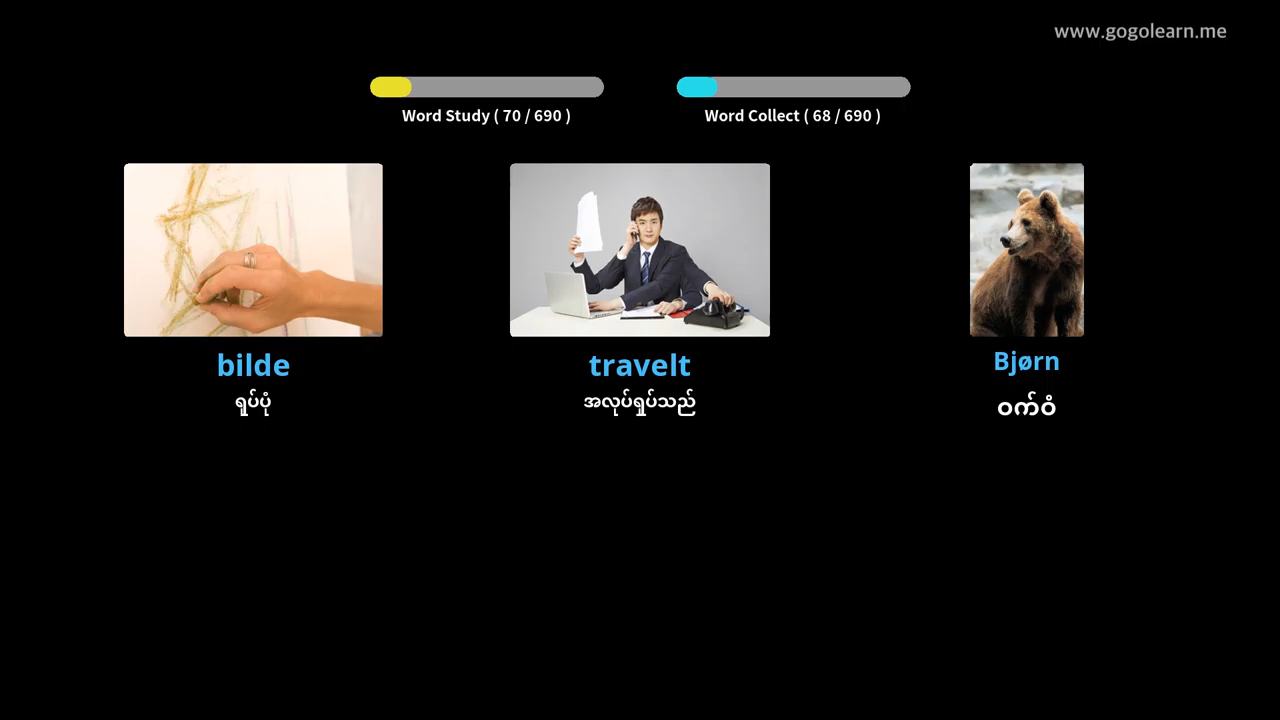 www.gogolearn.me
Word Study ( 70 / 690 )
Word Collect ( 68 / 690 )
bilde
ရုပ်ပုံ
travelt
အလုပ်ရှုပ်သည်
Bjørn
ဝက်ဝံ